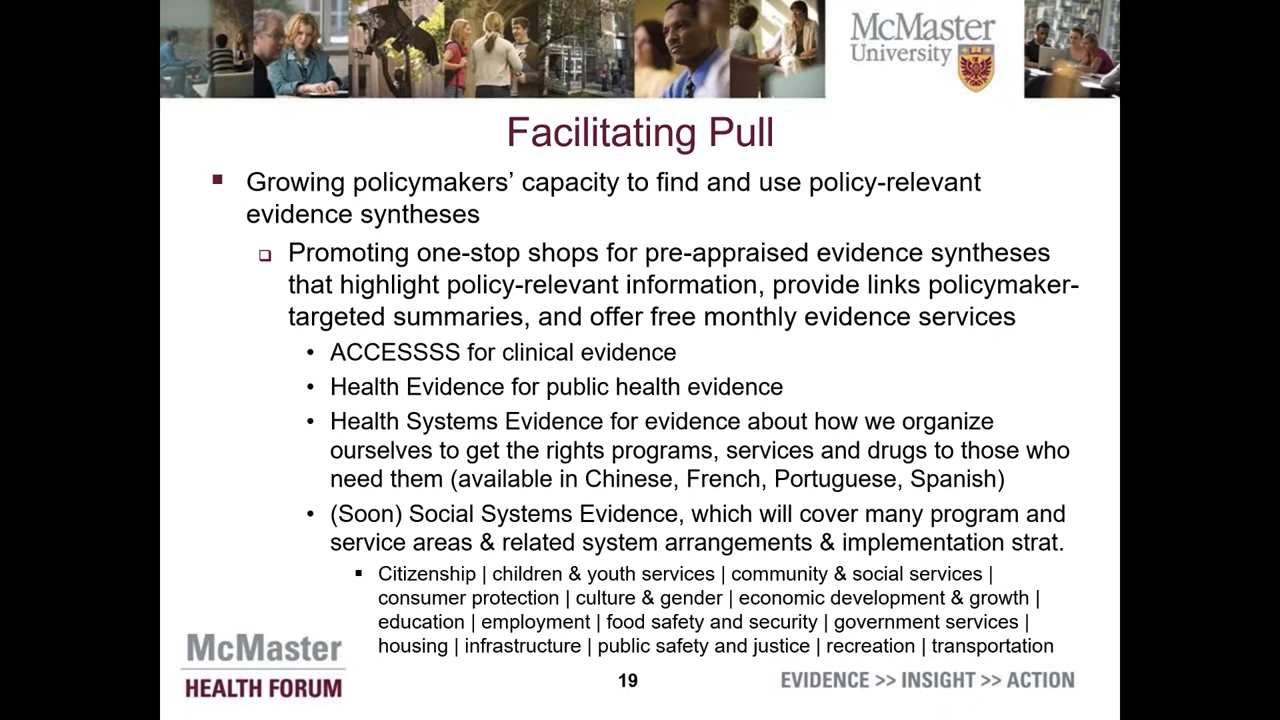 McMaster
University
Facilitating Pull
Growing policymakers’ capacity to find and use policy-relevant
evidence syntheses
Promoting one-stop shops for pre-appraised evidence syntheses
that highlight policy-relevant information, provide links policymaker-
targeted summaries, and offer free monthly evidence services
ACCESSSS for clinical evidence
Health Evidence for public health evidence
Health Systems Evidence for evidence about how we organize
ourselves to get the rights programs, services and drugs to those who
need them (available in Chinese, French, Portuguese, Spanish)
(Soon) Social Systems Evidence, which will cover many program and
service areas & related system arrangements & implementation strat.
Citizenship | children & youth services | community & social services |
consumer protection | culture & gender | economic development & growth |
education | employment | food safety and security | government services |
housing | infrastructure | public safety and justice | recreation | transportation
McMaster
HEALTH FORUM
19
EVIDENCE >> INSIGHT >> ACTION